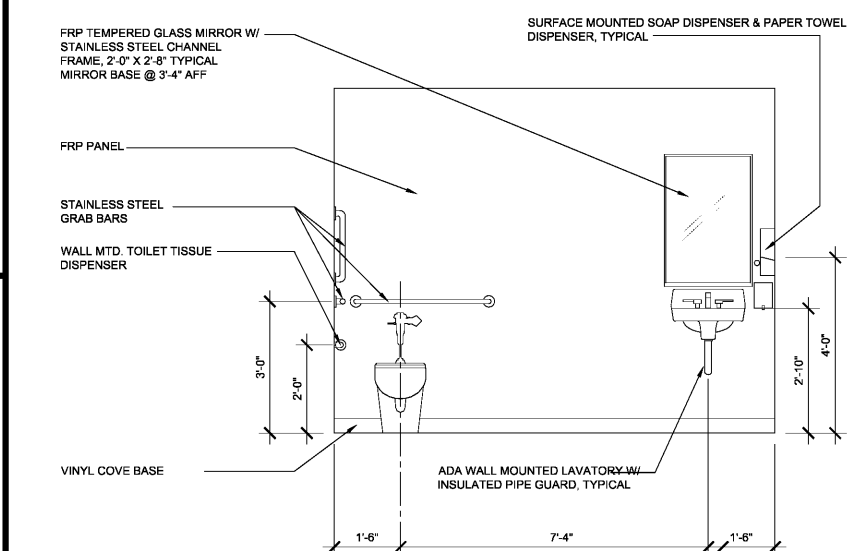 FRP TEMPERED GLASS MIRROR W/
STAINLESS STEEL CHANNEL
FRAME, 2'-0" X 2'-8" TYPICAL
MIRROR BASE @ 3'-4" AFF
SURFACE MOUNTED SOAP DISPENSER & PAPER TOWEL
DISPENSER, TYPICAL
FRP PANEL
STAINLESS STEEL
GRAB BARS
WALL MTD. TOILET TISSUE
DISPENSER
3'-0"
2'-0"
2'-10"
4'-0"
VINYL COVE BASE
ADA WALL MOUNTED LAVATORY W/
INSULATED PIPE GUARD, TYPICAL
1'-6"
7'-4"
1'-6"